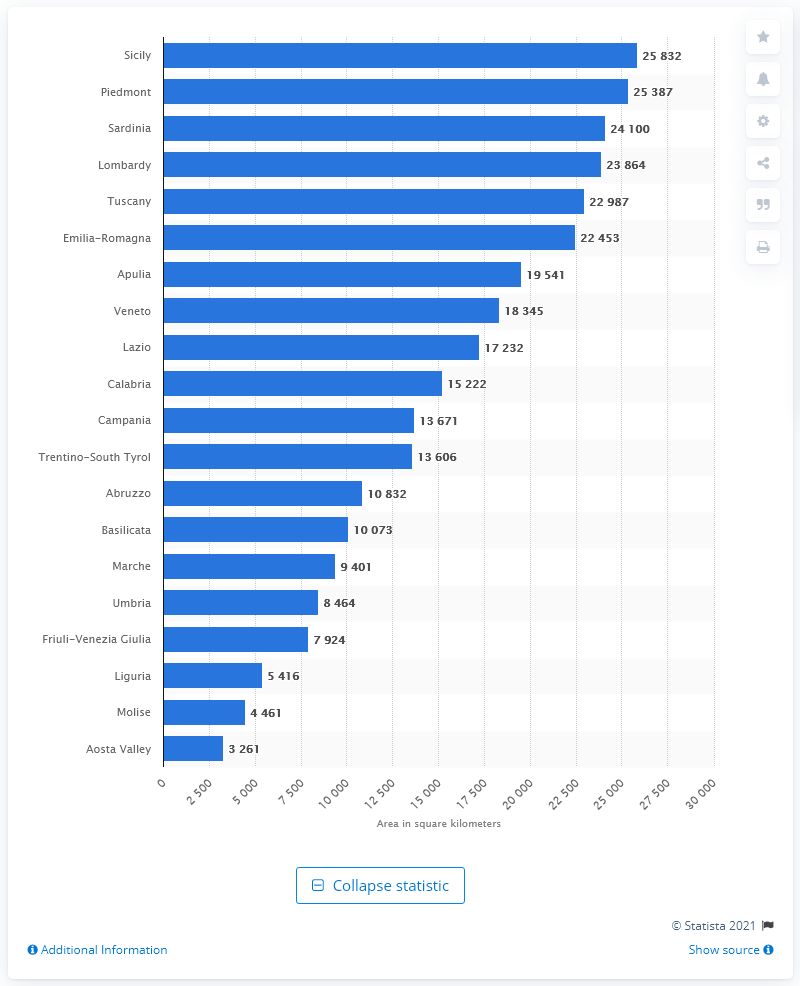 Sicily 25 832
Piedmont 25 387
Sardinia 24 100
Lombardy 23 864
Tuscany 22 987
Emilia-Romagna 22 453
Apulia 19 541
Veneto 18 345
Lazio 17 232
Calabria 15 222
Campania 13 671
Trentino-South Tyrol 13 606
Abruzzo 10 832
Basilicata 10 073
Marche 9 401
Umbria 8 464
Friuli-Venezia Giulia 7 924
Liguria 5 416
Molise 4 461
Aosta Valley 3 261
0 2 500 5 000 7 500 10 000 12 500 15 000 17 500 20 000 22 500 25 000 27 500 30 000
Area in square kilometers
Collapse statistic
© Statista 2021
Additional Information Show source